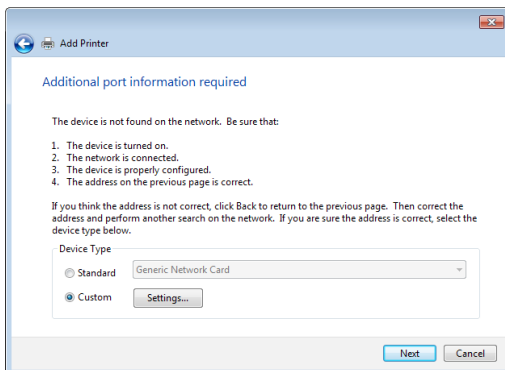 Add Printer
Additional port information required
The device is not found on the network.  Be sure that:
1.  The device is turned on.
2.  The network is connected.
3.  The device is properly configured.
4.  The address on the previous page is correct.
If you think the address is not correct, click Back to return to the previous page.  Then correct the
address and perform another search on the network.  If you are sure the address is correct, select the
device type below.
Device Type
Standard
Generic Network Card
Custom
Settings...
Next
Cancel